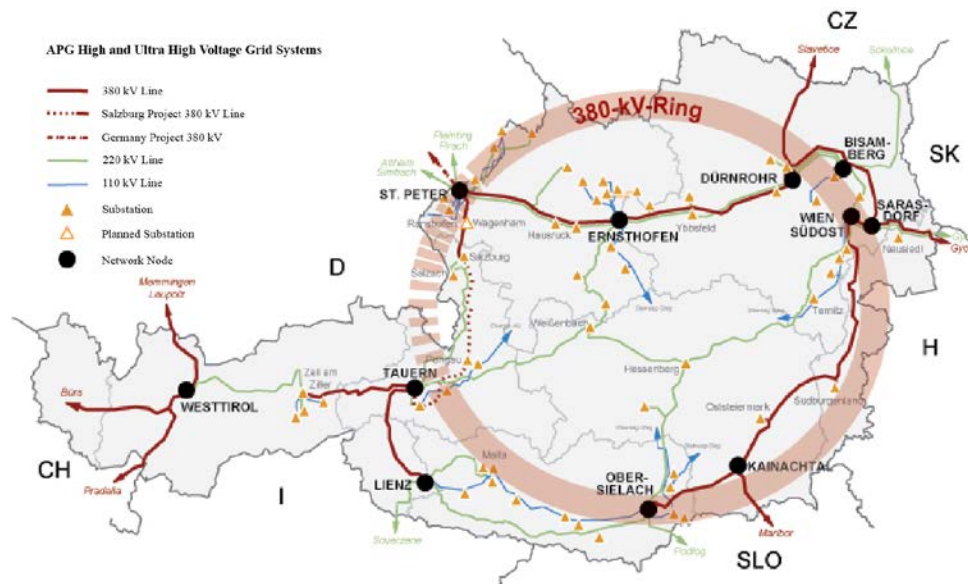 APG High and Ultra High Voltage Grid Systems
380 kV Line
Salzburg Project 380 kV Line
Germany Project 380 kV
220 kV Line
110 kV Line
Substation
Planned Substation
Network Node
CZ
Slavetice
Sokolnice
380-kV-Ring
Pleinting
Pirach
Altheim
Simbach
ST. PETER
Ranshofen
Wagenham
Hausruck
ERNSTHOFEN
Ybbsfeld
DÜRNROHR
BISAM-
BERG
SK
WIEN
SÜDOST
SARAS-
DORF
Neusiedl
D
Salzburg
Salzach
Memmingen
Leupolz
Weißenbach
Ternitz
H
Pongau
Hessenberg
Zell am
Ziller
TAUERN
WESTTIROL
Bürs
Oststeiermark
Südburgenland
CH
Pradella
I
LIENZ
Malta
OBER-
SIELACH
KAINACHTAL
Soverzene
Podlog
Maribor
SLO